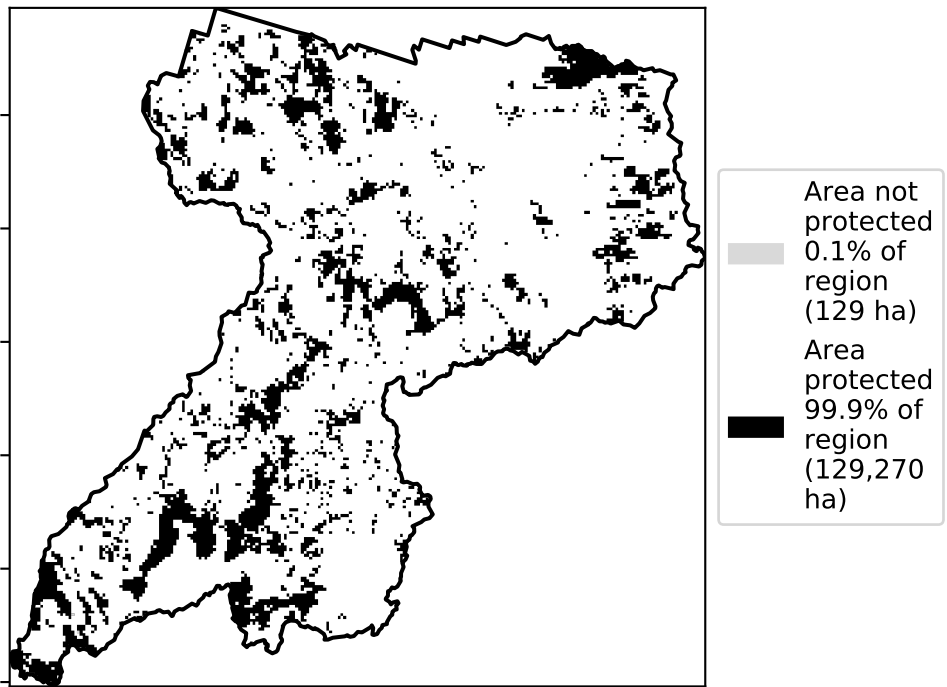 Area not
protected
0.1% of
region
(129 ha)
Area
protected
99.9% of
region
(129,270
ha)